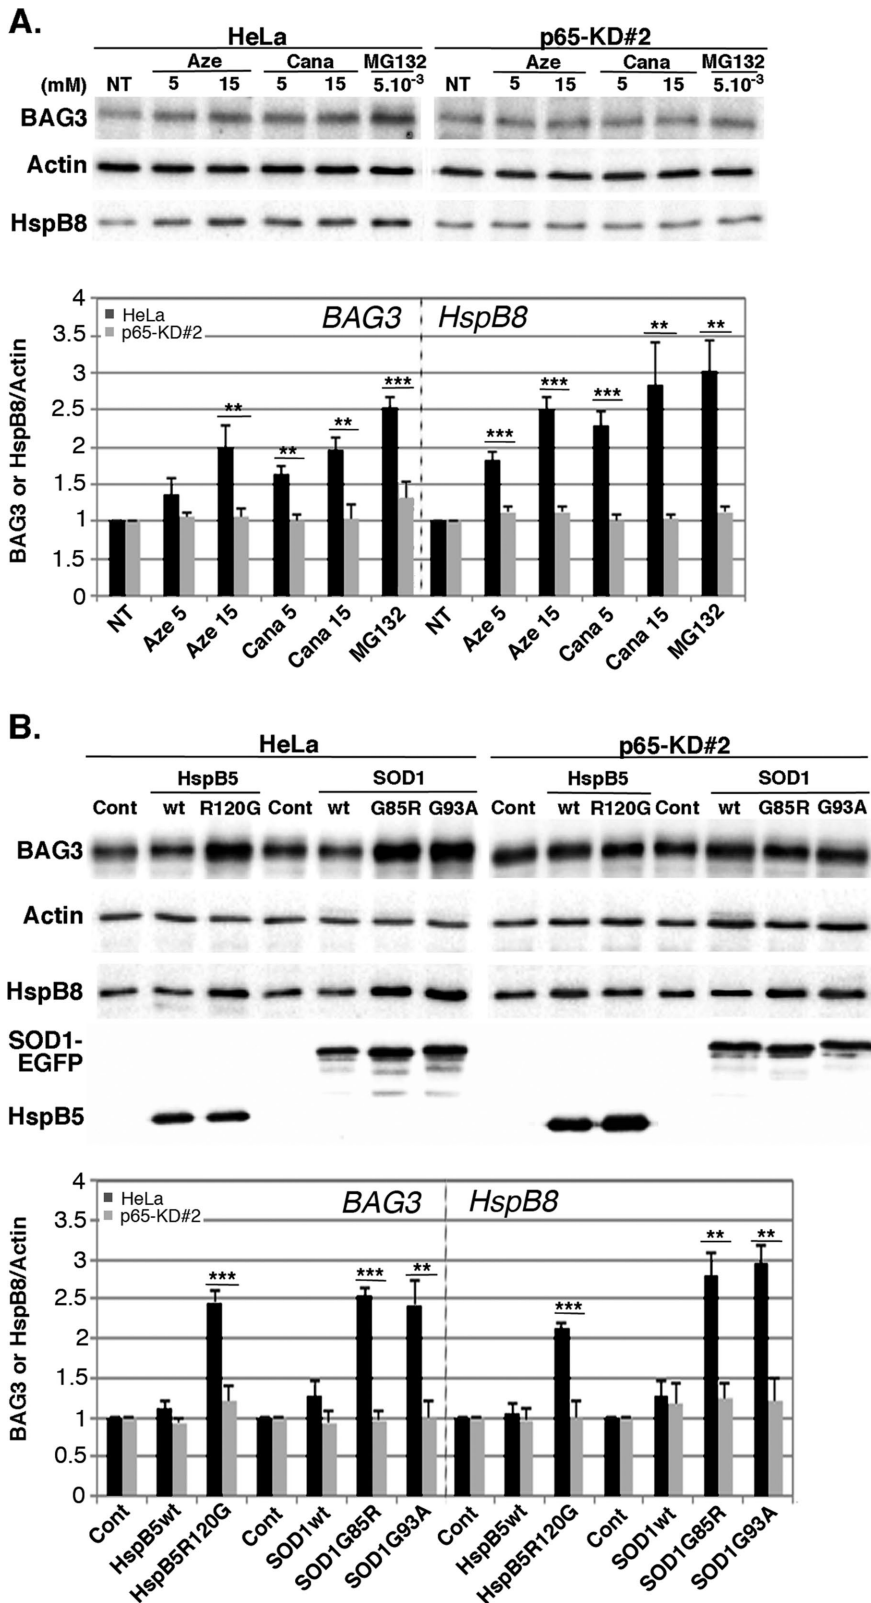 A.
HeLa p65-KD#2
Aze Cana MG132 Aze Cana MG132
(mM) NT 5 15 5 15 5.10⁻³ NT 5 15 5 15 5.10⁻³
BAG3
Actin
HspB8
BAG3 or HspB8/Actin
4
3.5
3
2.5
2
1.5
1
1.5
0
HeLa
p65-KD#2
BAG3 HspB8
** ** ** *** *** *** *** ** **
NT Aze 5 Aze 15 Cana 5 Cana 15 MG132 NT Aze 5 Aze 15 Cana 5 Cana 15 MG132
B.
HeLa p65-KD#2
HspB5 SOD1 HspB5 SOD1
Cont wt R120G Cont wt G85R G93A Cont wt R120G Cont wt G85R G93A
BAG3
Actin
HspB8
SOD1-
EGFP
HspB5
BAG3 or HspB8/Actin
4
3.5
3
2.5
2
1.5
1
0.5
0
HeLa
p65-KD#2
BAG3 HspB8
*** *** ** *** ** **
Cont HspB5wt HspB5R120G Cont SOD1wt SOD1G85R SOD1G93A Cont HspB5wt HspB5R120G Cont SOD1wt SOD1G85R SOD1G93A